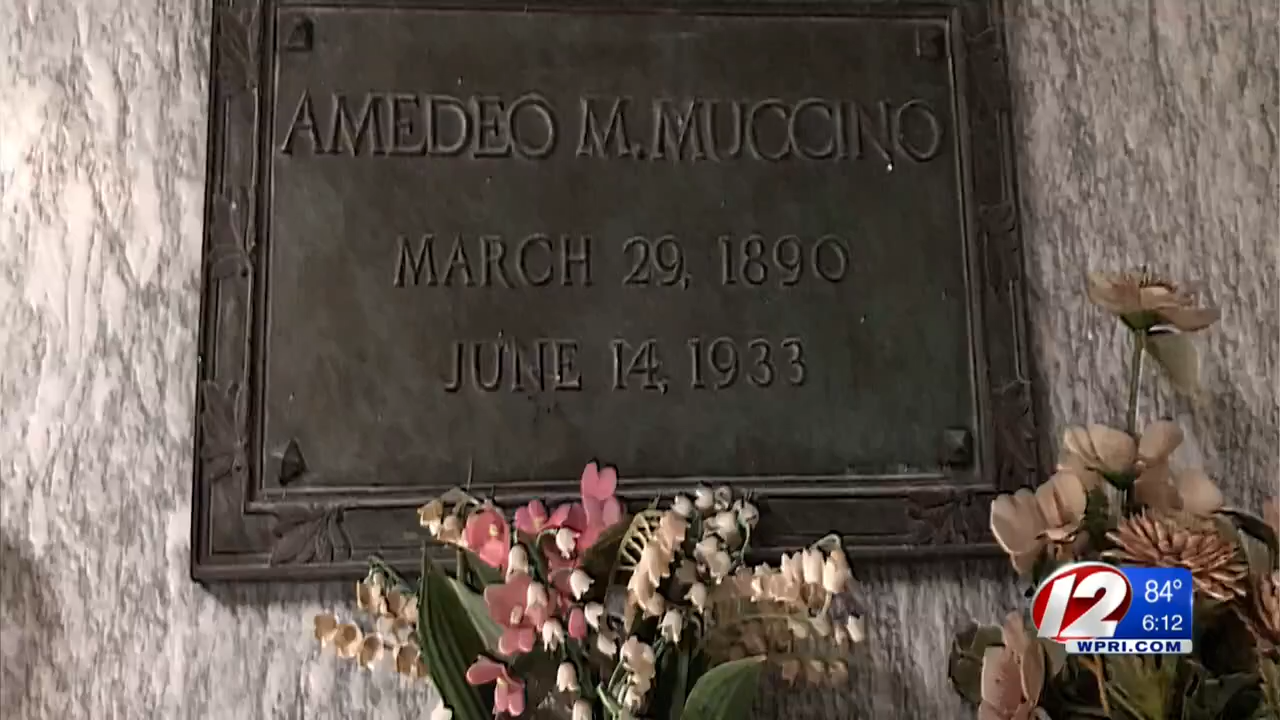 AMEDEO M. MUCCINO
MARCH 29, 1890
JUNE 14, 1933
12
84°
6:12
WPRI.COM